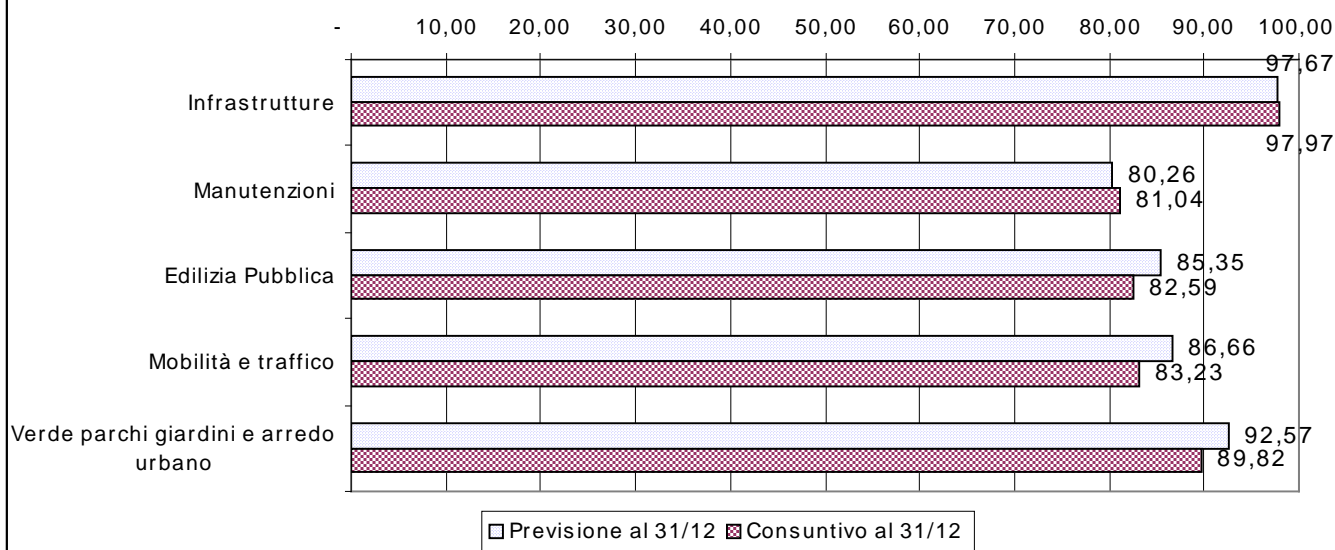 - 10,00 20,00 30,00 40,00 50,00 60,00 70,00 80,00 90,00 100,00
97,67
Infrastrutture
97,97
80,26
Manutenzioni
81,04
85,35
Edilizia Pubblica
82,59
86,66
Mobilità e traffico
83,23
Verde parchi giardini e arredo
urbano
92,57
89,82
Previsione al 31/12 Consuntivo al 31/12